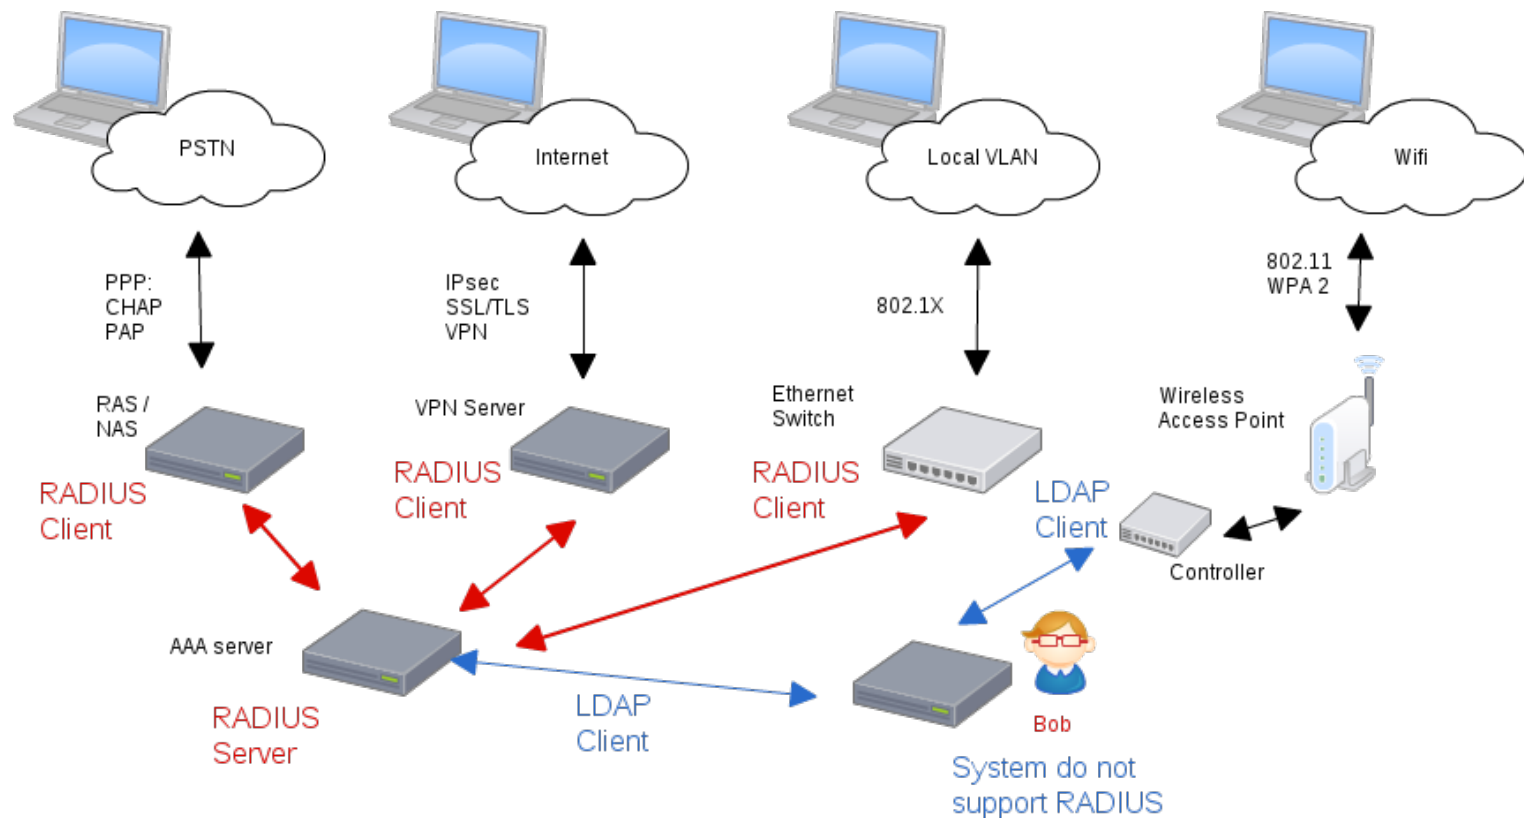 PSTN
Internet
Local VLAN
Wifi
PPP:
CHAP
PAP
IPsec
SSL/TLS
VPN
802.1X
802.11
WPA 2
RAS /
NAS
RADIUS
Client
VPN Server
RADIUS
Client
Ethernet
Switch
RADIUS
Client
Wireless
Access Point
LDAP
Client
Controller
AAA server
RADIUS
Server
LDAP
Client
Bob
System do not
support RADIUS